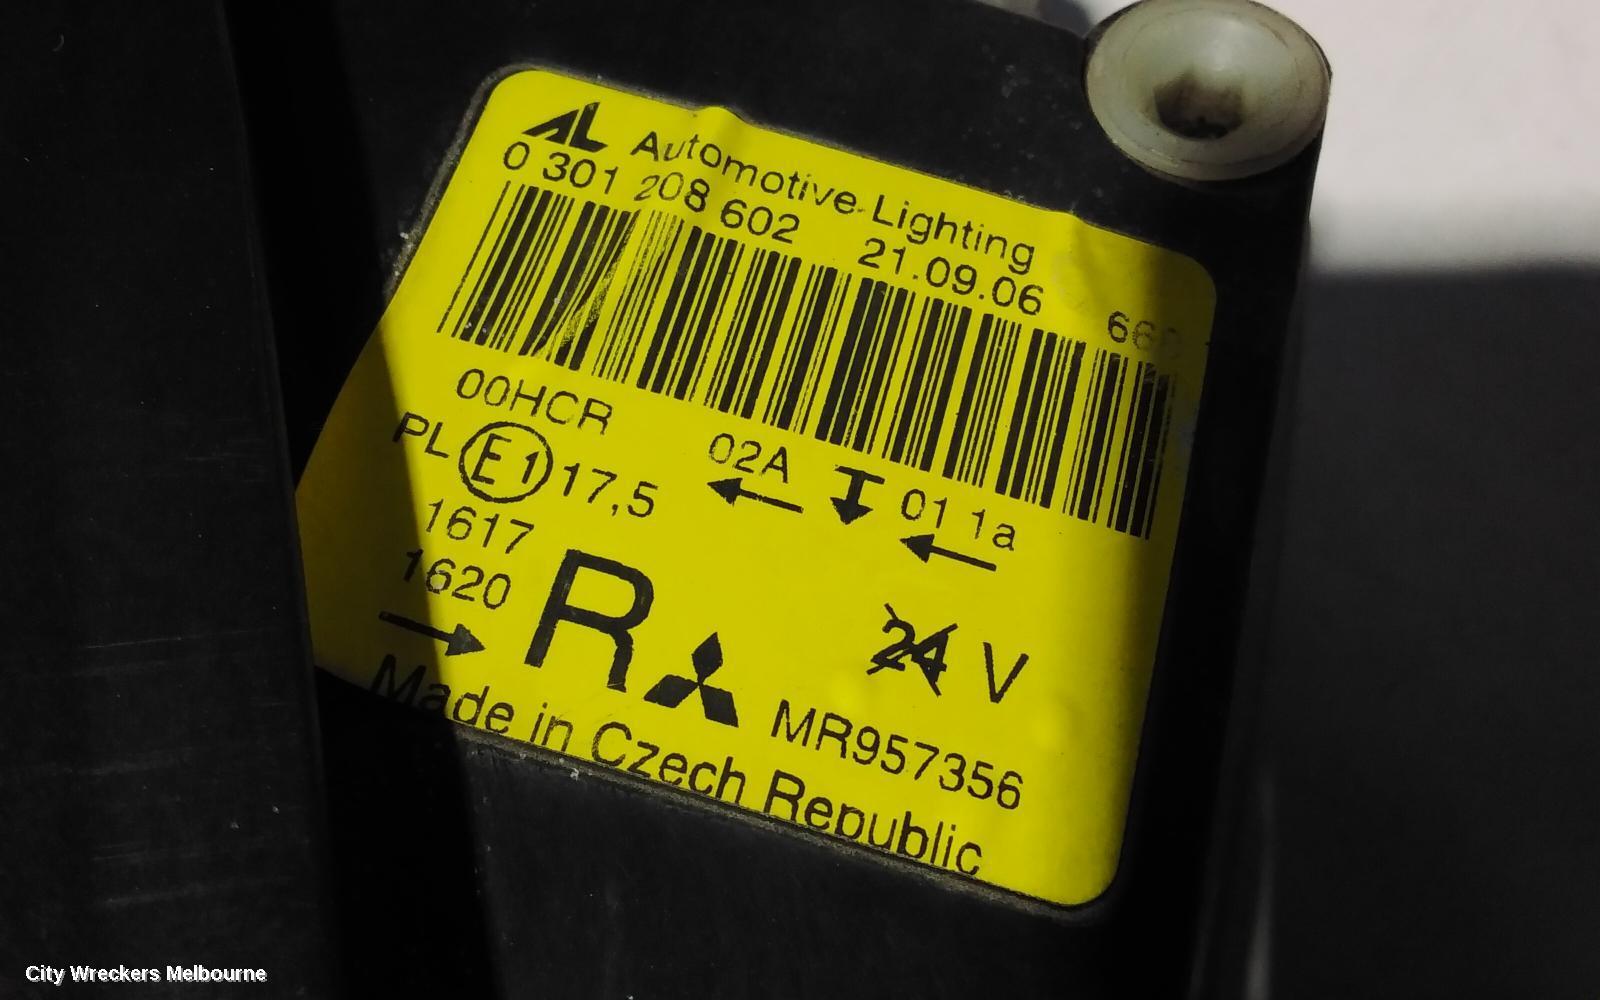 AL Automotive Lighting
0 301 208 602 21.09.06 66
00HCR
PL E1 17,5 02A 01 1a
1617
1620
R 24 V
MR957356
Made in Czech Republic
City Wreckers Melbourne